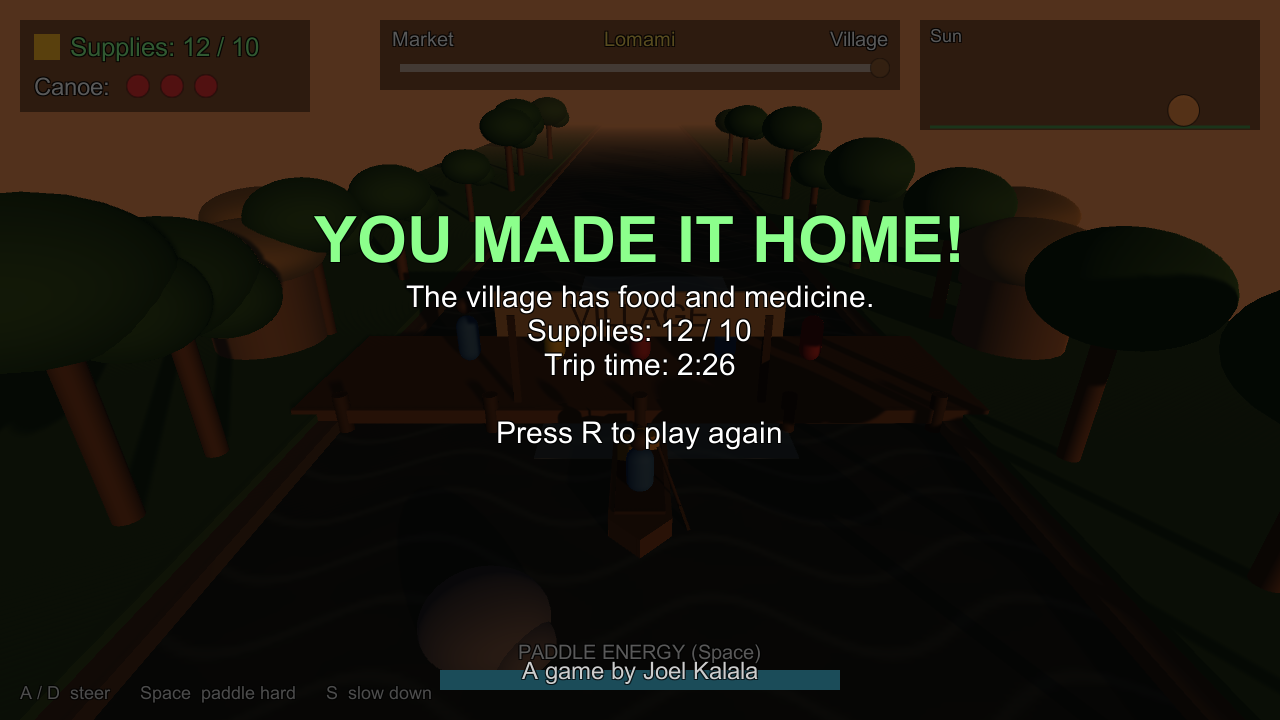 Supplies: 12 / 10
Canoe:
Market Lomami Village
Sun
YOU MADE IT HOME!
The village has food and medicine.
VILLAGE
Supplies: 12 / 10
Trip time: 2:26
Press R to play again
PADDLE ENERGY (Space)
A game by Joel Kalala
A / D steer Space paddle hard S slow down